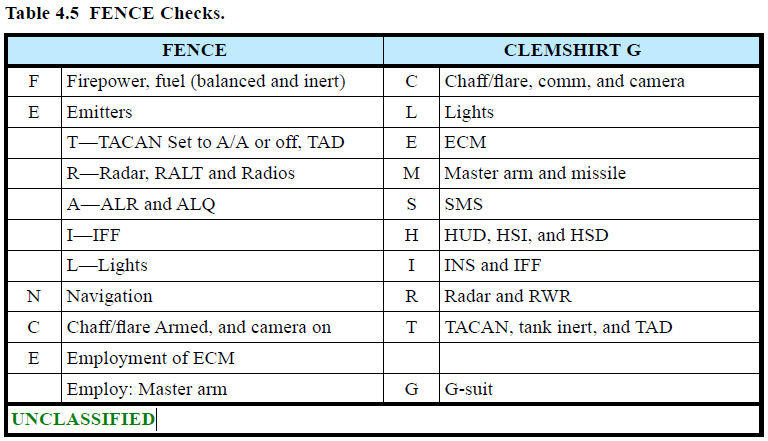 Table 4.5  FENCE Checks.
FENCE CLEMSHIRT G
F Firepower, fuel (balanced and inert) C Chaff/flare, comm, and camera
E Emitters L Lights
T—TACAN Set to A/A or off, TAD E ECM
R—Radar, RALT and Radios M Master arm and missile
A—ALR and ALQ S SMS
I—IFF H HUD, HSI, and HSD
L—Lights I INS and IFF
N Navigation R Radar and RWR
C Chaff/flare Armed, and camera on T TACAN, tank inert, and TAD
E Employment of ECM
Employ: Master arm G G-suit
UNCLASSIFIED